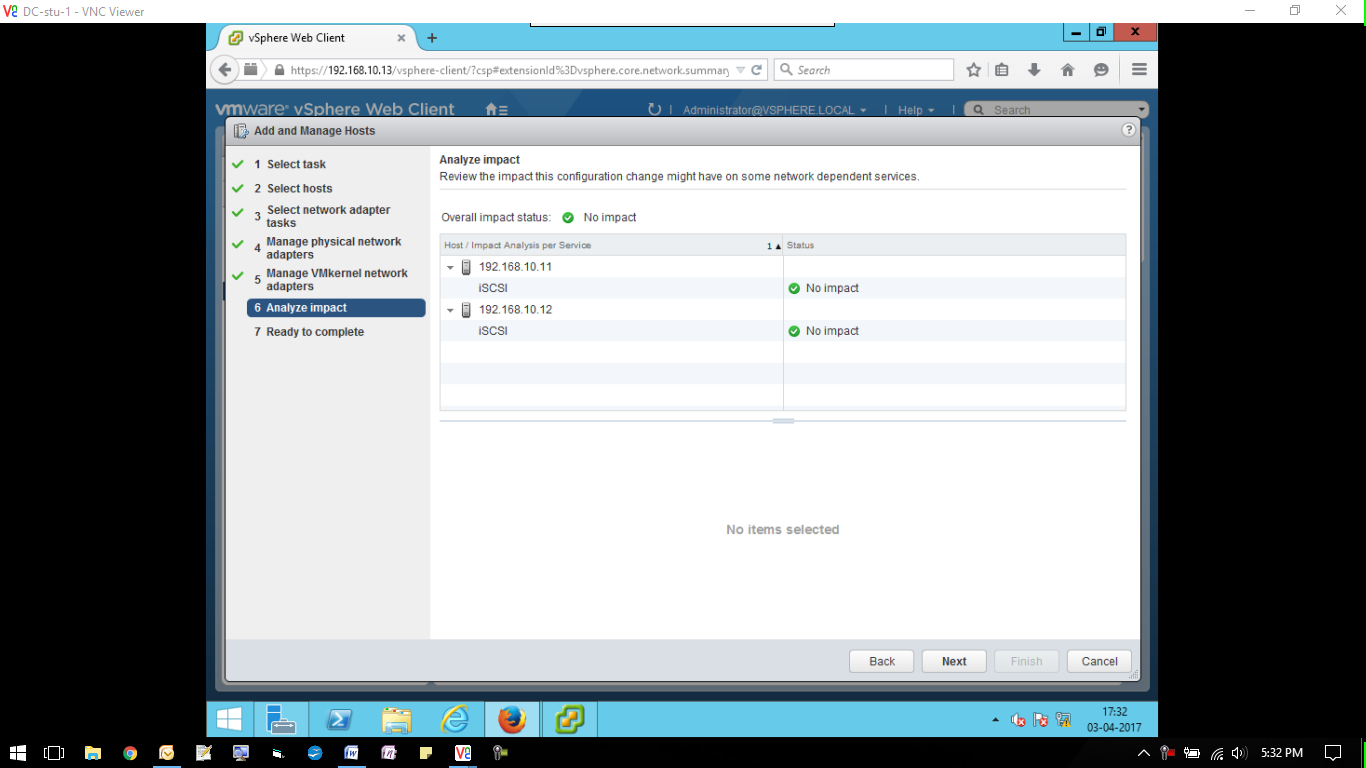 DC-stu-1 - VNC Viewer
vSphere Web Client
https://192.168.10.13/vsphere-client/?csp#extensionId%3Dvsphere.core.network.summary
Search
vmware® vSphere Web Client
Administrator@VSPHERE.LOCAL
Help
Search
Add and Manage Hosts
?
1 Select task
2 Select hosts
3 Select network adapter
tasks
4 Manage physical network
adapters
5 Manage VMkernel network
adapters
6 Analyze impact
7 Ready to complete
Analyze impact
Review the impact this configuration change might have on some network dependent services.
Overall impact status: No impact
Host / Impact Analysis per Service 1 ▲ Status
192.168.10.11
iSCSI No impact
192.168.10.12
iSCSI No impact
No items selected
Back Next Finish Cancel
17:32
03-04-2017
5:32 PM